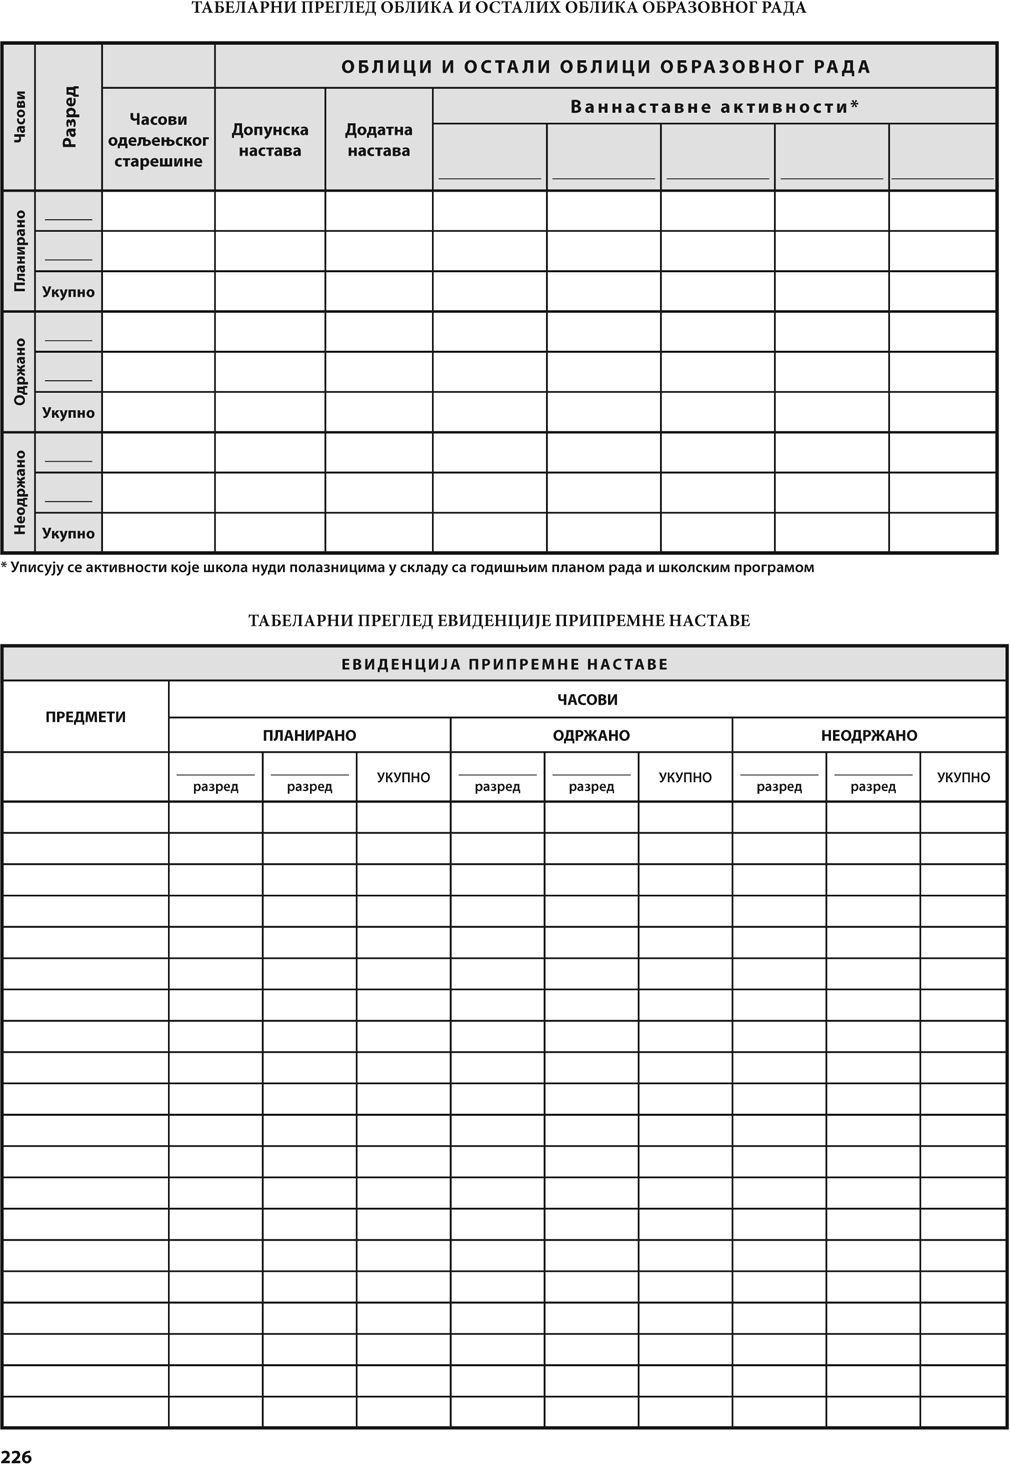 ТАБЕЛАРНИ ПРЕГЛЕД ОБЛИКА И ОСТАЛИХ ОБЛИКА ОБРАЗОВНОГ РАДА
Часови
Разред
ОБЛИЦИ И ОСТАЛИ ОБЛИЦИ ОБРАЗОВНОГ РАДА
Часови
одељењског
старешине
Допунска
настава
Додатна
настава
Ваннаставне активности*
Планирано
Укупно
Одржано
Укупно
Неодржано
Укупно
* Уписују се активности које школа нуди полазницима у складу са годишњим планом рада и школским програмом
ТАБЕЛАРНИ ПРЕГЛЕД ЕВИДЕНЦИЈЕ ПРИПРЕМНЕ НАСТАВЕ
ЕВИДЕНЦИЈА ПРИПРЕМНЕ НАСТАВЕ
ПРЕДМЕТИ
ЧАСОВИ
ПЛАНИРАНО ОДРЖАНО НЕОДРЖАНО
разред разред УКУПНО разред разред УКУПНО разред разред УКУПНО
226